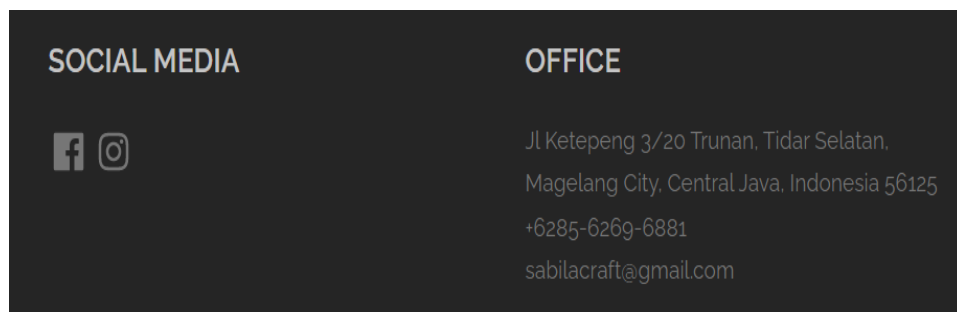 SOCIAL MEDIA
OFFICE
Jl Ketepeng 3/20 Trunan, Tidar Selatan,
Magelang City, Central Java, Indonesia 56125
+6285-6269-6881
sabilacraft@gmail.com